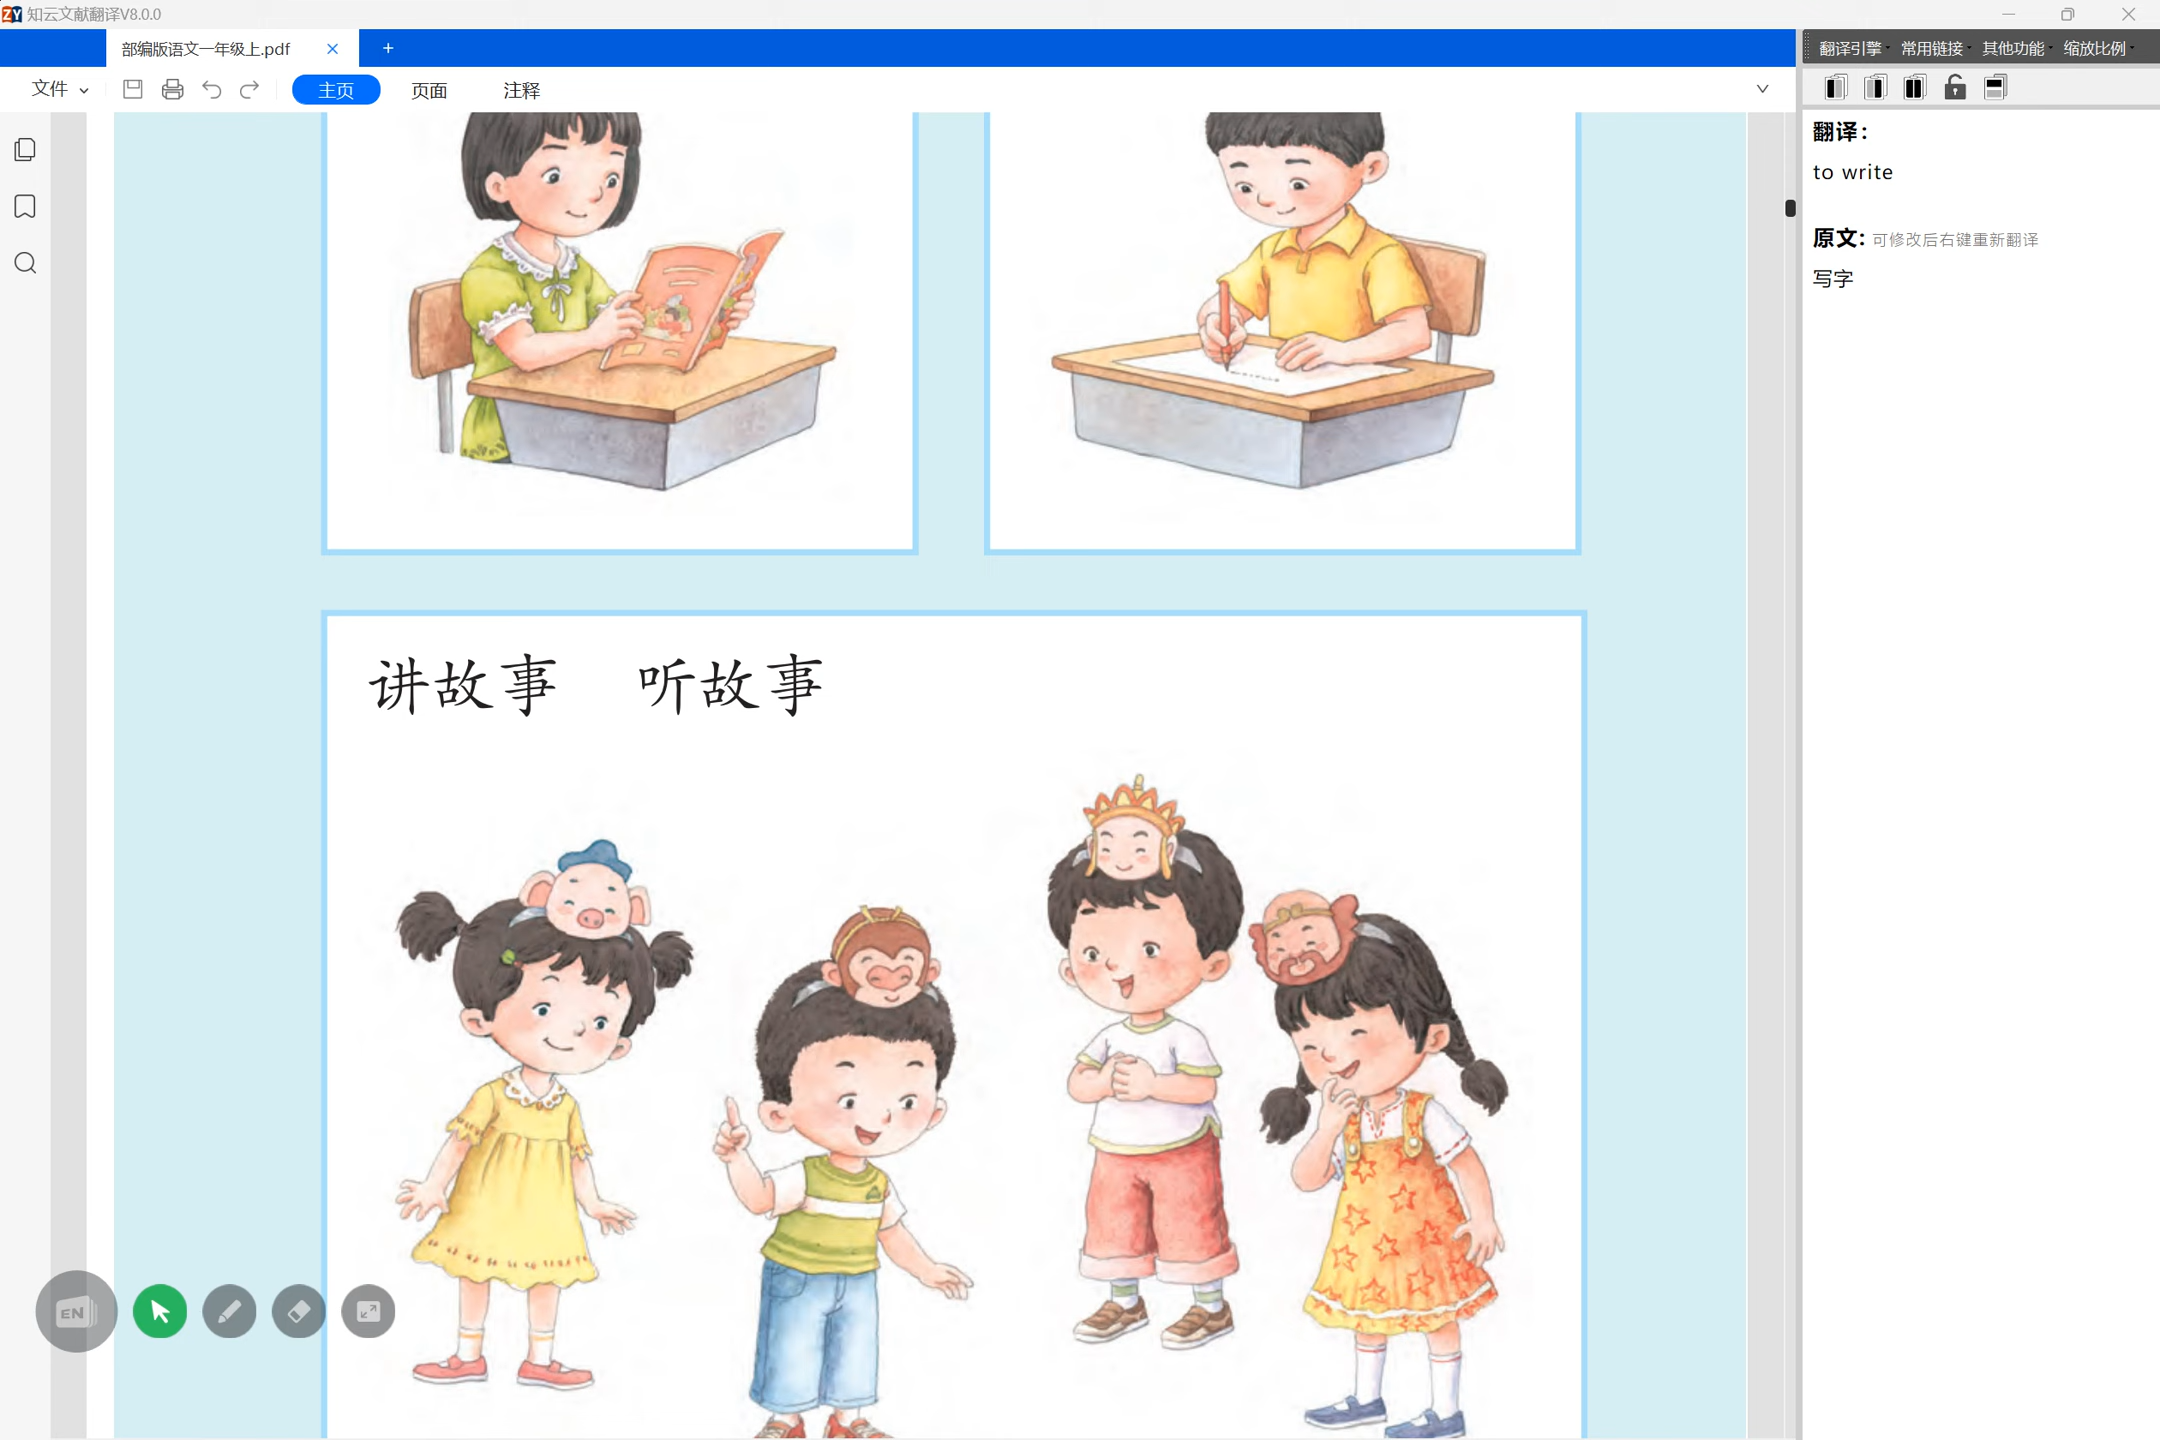 知云文献翻译V8.0.0
部编版语文一年级上.pdf
翻译引擎 常用链接 其他功能 缩放比例
文件 主页 页面 注释
翻译：
to write
原文: 可修改后右键重新翻译
写字
讲故事 听故事
EN